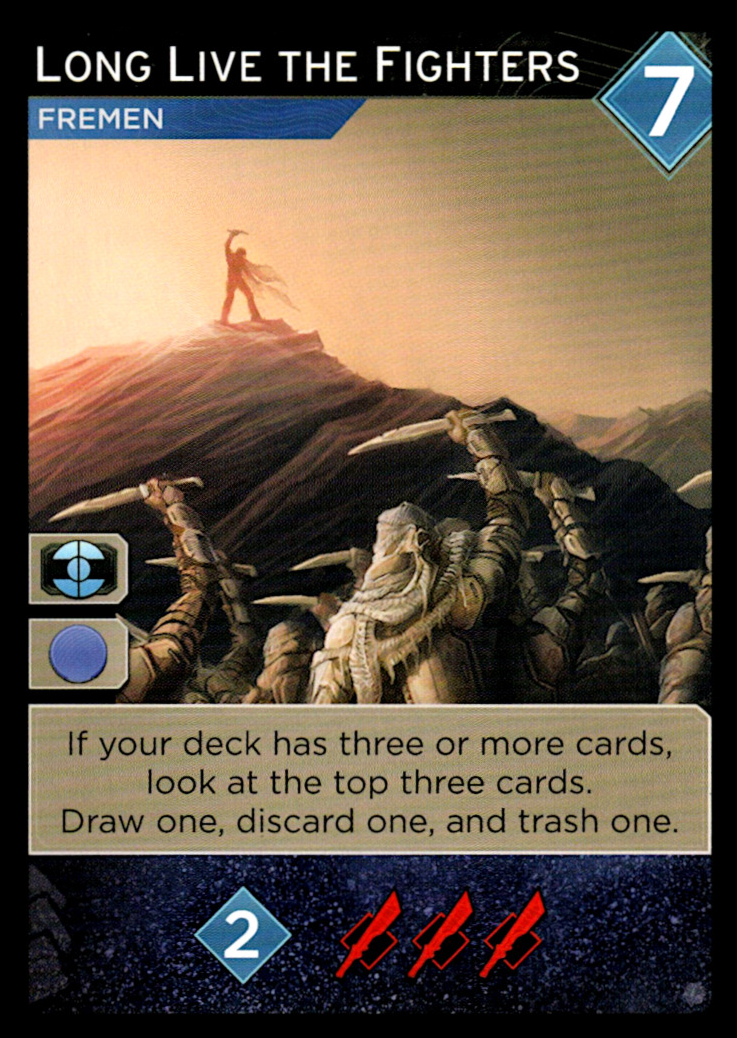 LONG LIVE THE FIGHTERS
7
FREMEN
If your deck has three or more cards,
look at the top three cards.
Draw one, discard one, and trash one.
2